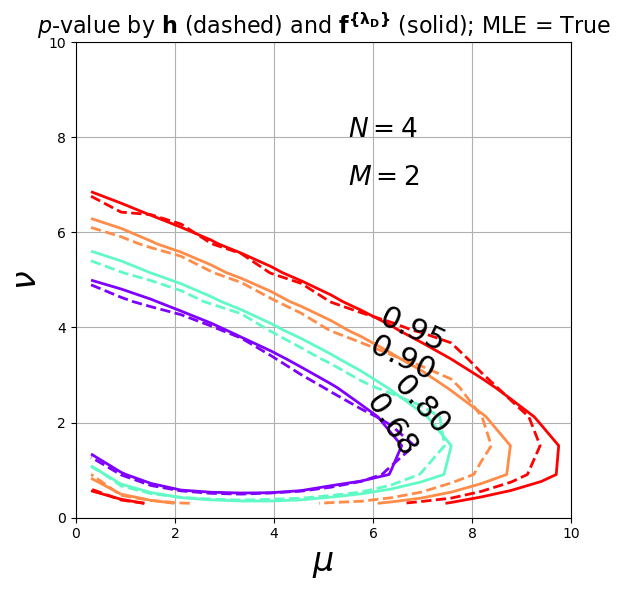 p-value by h (dashed) and f^{λ_D} (solid); MLE = True
10
8
6
4
2
0
ν
N = 4
M = 2
0.95
0.90
0.80
0.68
0 2 4 6 8 10
μ